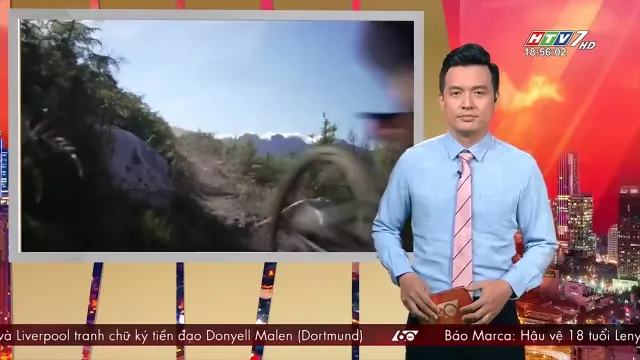 HTV7 HD
18:56:02
và Liverpool tranh chữ ký tiền đạo Donyell Malen (Dortmund) 60 Báo Marca: Hậu vệ 18 tuổi Leny